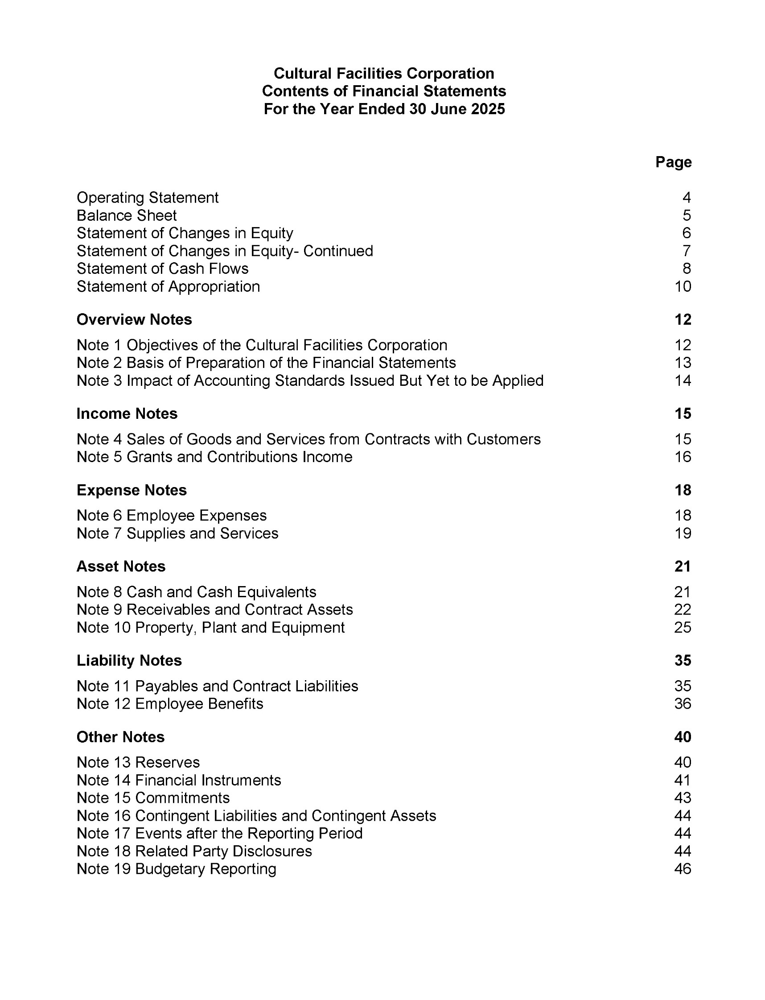 Cultural Facilities Corporation
Contents of Financial Statements
For the Year Ended 30 June 2025
Page
Operating Statement 4
Balance Sheet 5
Statement of Changes in Equity 6
Statement of Changes in Equity- Continued 7
Statement of Cash Flows 8
Statement of Appropriation 10
Overview Notes 12
Note 1 Objectives of the Cultural Facilities Corporation 12
Note 2 Basis of Preparation of the Financial Statements 13
Note 3 Impact of Accounting Standards Issued But Yet to be Applied 14
Income Notes 15
Note 4 Sales of Goods and Services from Contracts with Customers 15
Note 5 Grants and Contributions Income 16
Expense Notes 18
Note 6 Employee Expenses 18
Note 7 Supplies and Services 19
Asset Notes 21
Note 8 Cash and Cash Equivalents 21
Note 9 Receivables and Contract Assets 22
Note 10 Property, Plant and Equipment 25
Liability Notes 35
Note 11 Payables and Contract Liabilities 35
Note 12 Employee Benefits 36
Other Notes 40
Note 13 Reserves 40
Note 14 Financial Instruments 41
Note 15 Commitments 43
Note 16 Contingent Liabilities and Contingent Assets 44
Note 17 Events after the Reporting Period 44
Note 18 Related Party Disclosures 44
Note 19 Budgetary Reporting 46